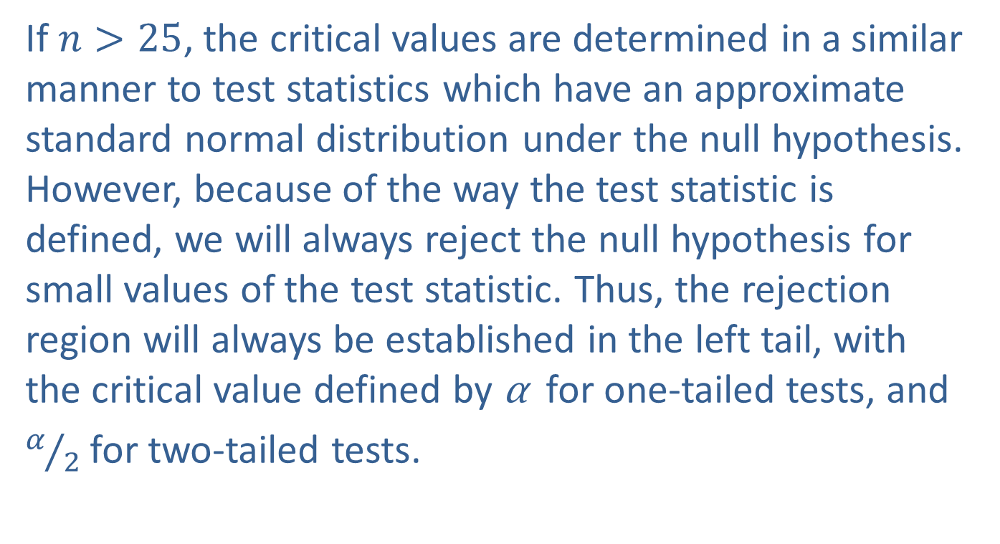 If 𝑛 > 25, the critical values are determined in a similar
manner to test statistics which have an approximate
standard normal distribution under the null hypothesis.
However, because of the way the test statistic is
defined, we will always reject the null hypothesis for
small values of the test statistic. Thus, the rejection
region will always be established in the left tail, with
the critical value defined by 𝛼 for one-tailed tests, and
𝛼/2 for two-tailed tests.